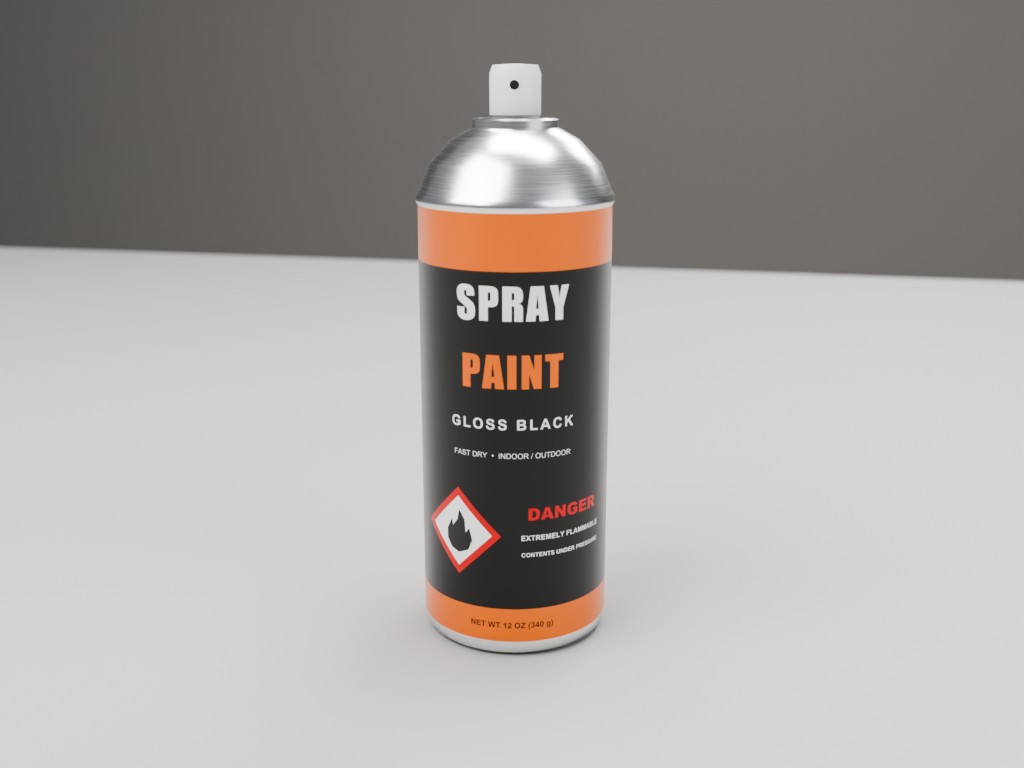 SPRAY
PAINT
GLOSS BLACK
FAST DRY • INDOOR / OUTDOOR
DANGER
EXTREMELY FLAMMABLE
CONTENTS UNDER PRESSURE
NET WT 12 OZ (340 g)